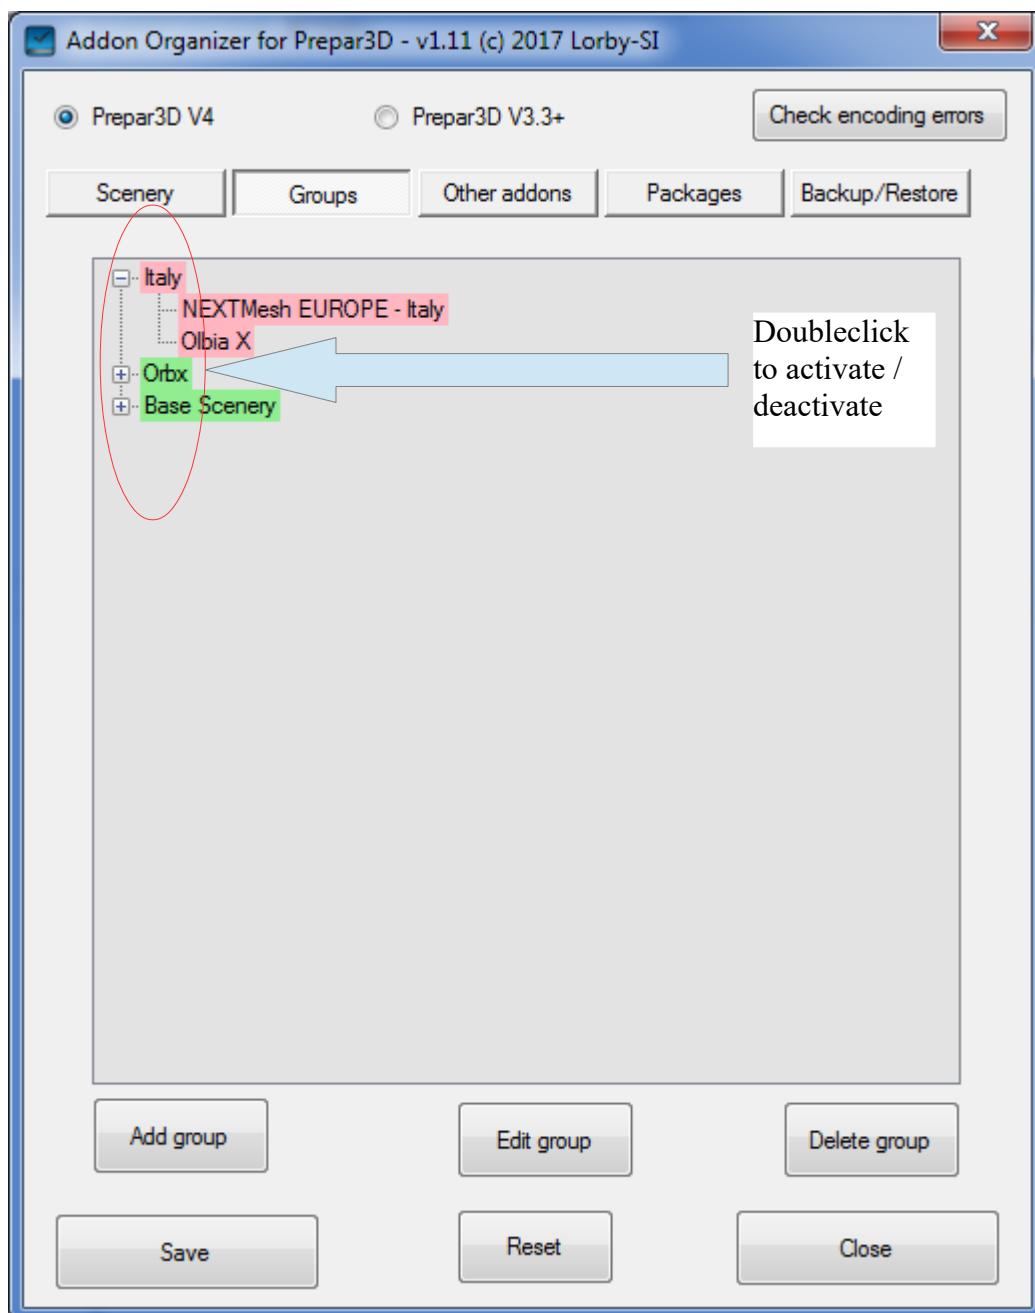 Addon Organizer for Prepar3D - v1.11 (c) 2017 Lorby-SI
x
Prepar3D V4
Prepar3D V3.3+
Check encoding errors
Scenery
Groups
Other addons
Packages
Backup/Restore
Italy
NEXTMesh EUROPE - Italy
Olbia X
Orbx
Base Scenery
Doubleclick
to activate /
deactivate
Add group
Edit group
Delete group
Save
Reset
Close